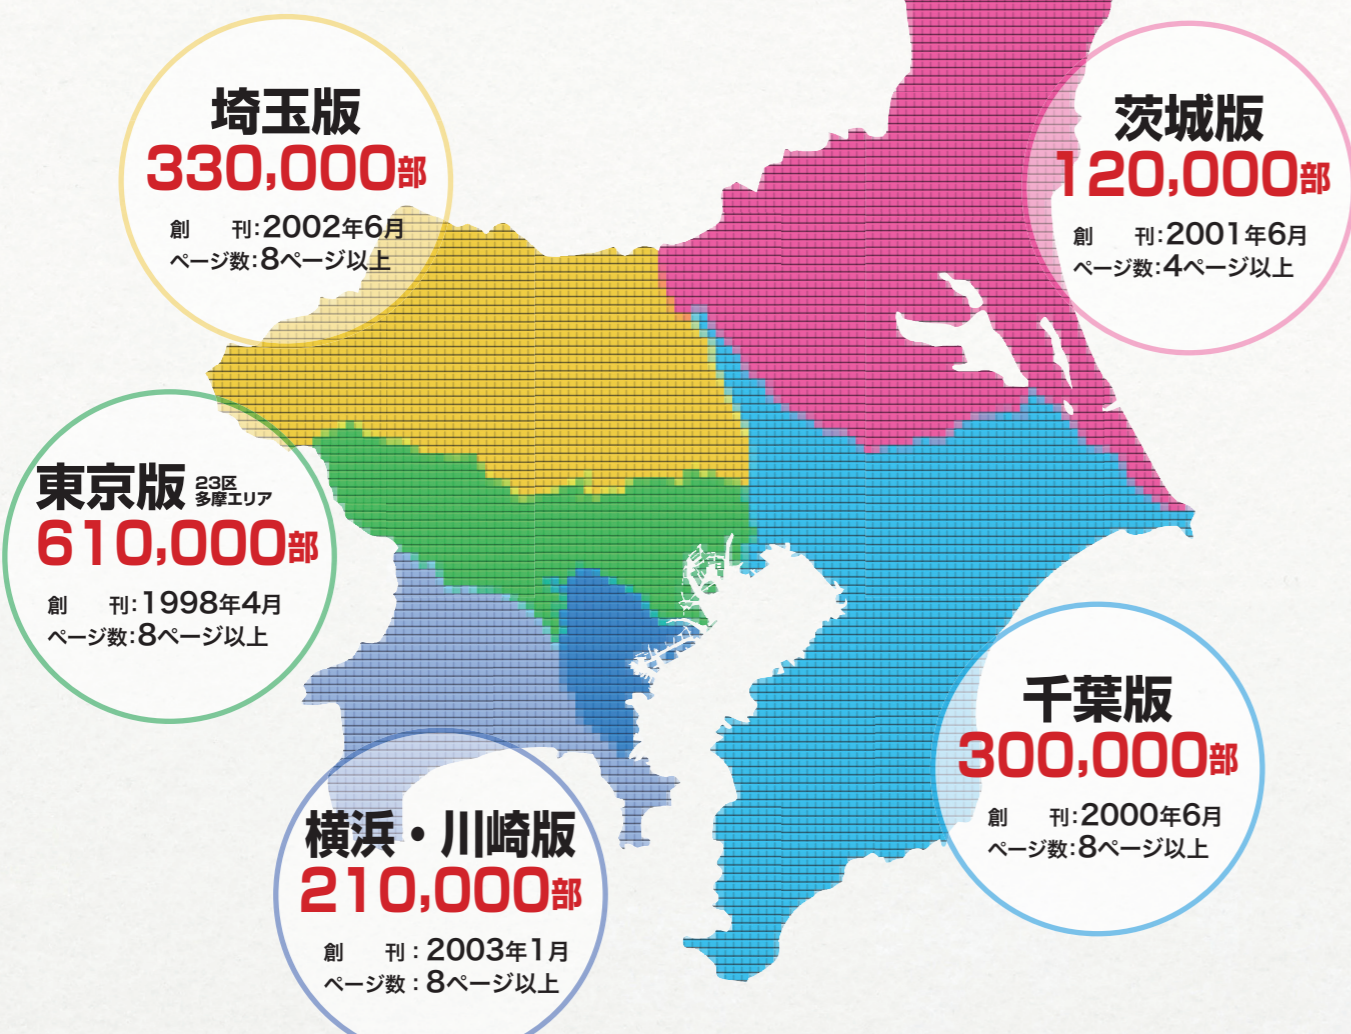 埼玉版
330,000部
創　　刊：2002年6月
ページ数：8ページ以上
茨城版
120,000部
創　　刊：2001年6月
ページ数：4ページ以上
東京版 23区
多摩エリア
610,000部
創　　刊：1998年4月
ページ数：8ページ以上
千葉版
300,000部
創　　刊：2000年6月
ページ数：8ページ以上
横浜・川崎版
210,000部
創　　刊：2003年1月
ページ数：8ページ以上